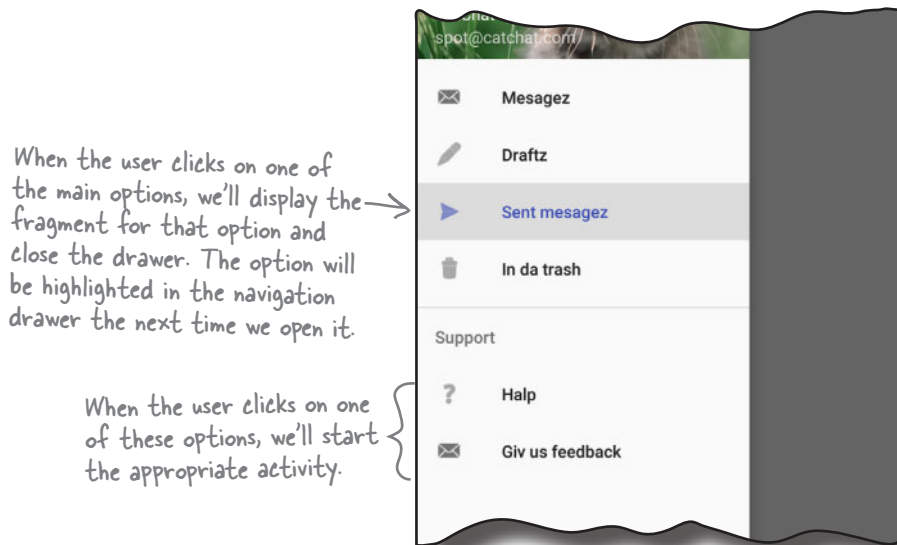 spot@catchat.com
Mesagez
Draftz
When the user clicks on one of
the main options, we'll display the
fragment for that option and
close the drawer. The option will
be highlighted in the navigation
drawer the next time we open it.
Sent mesagez
In da trash
Support
When the user clicks on one
of these options, we'll start
the appropriate activity.
Halp
Giv us feedback